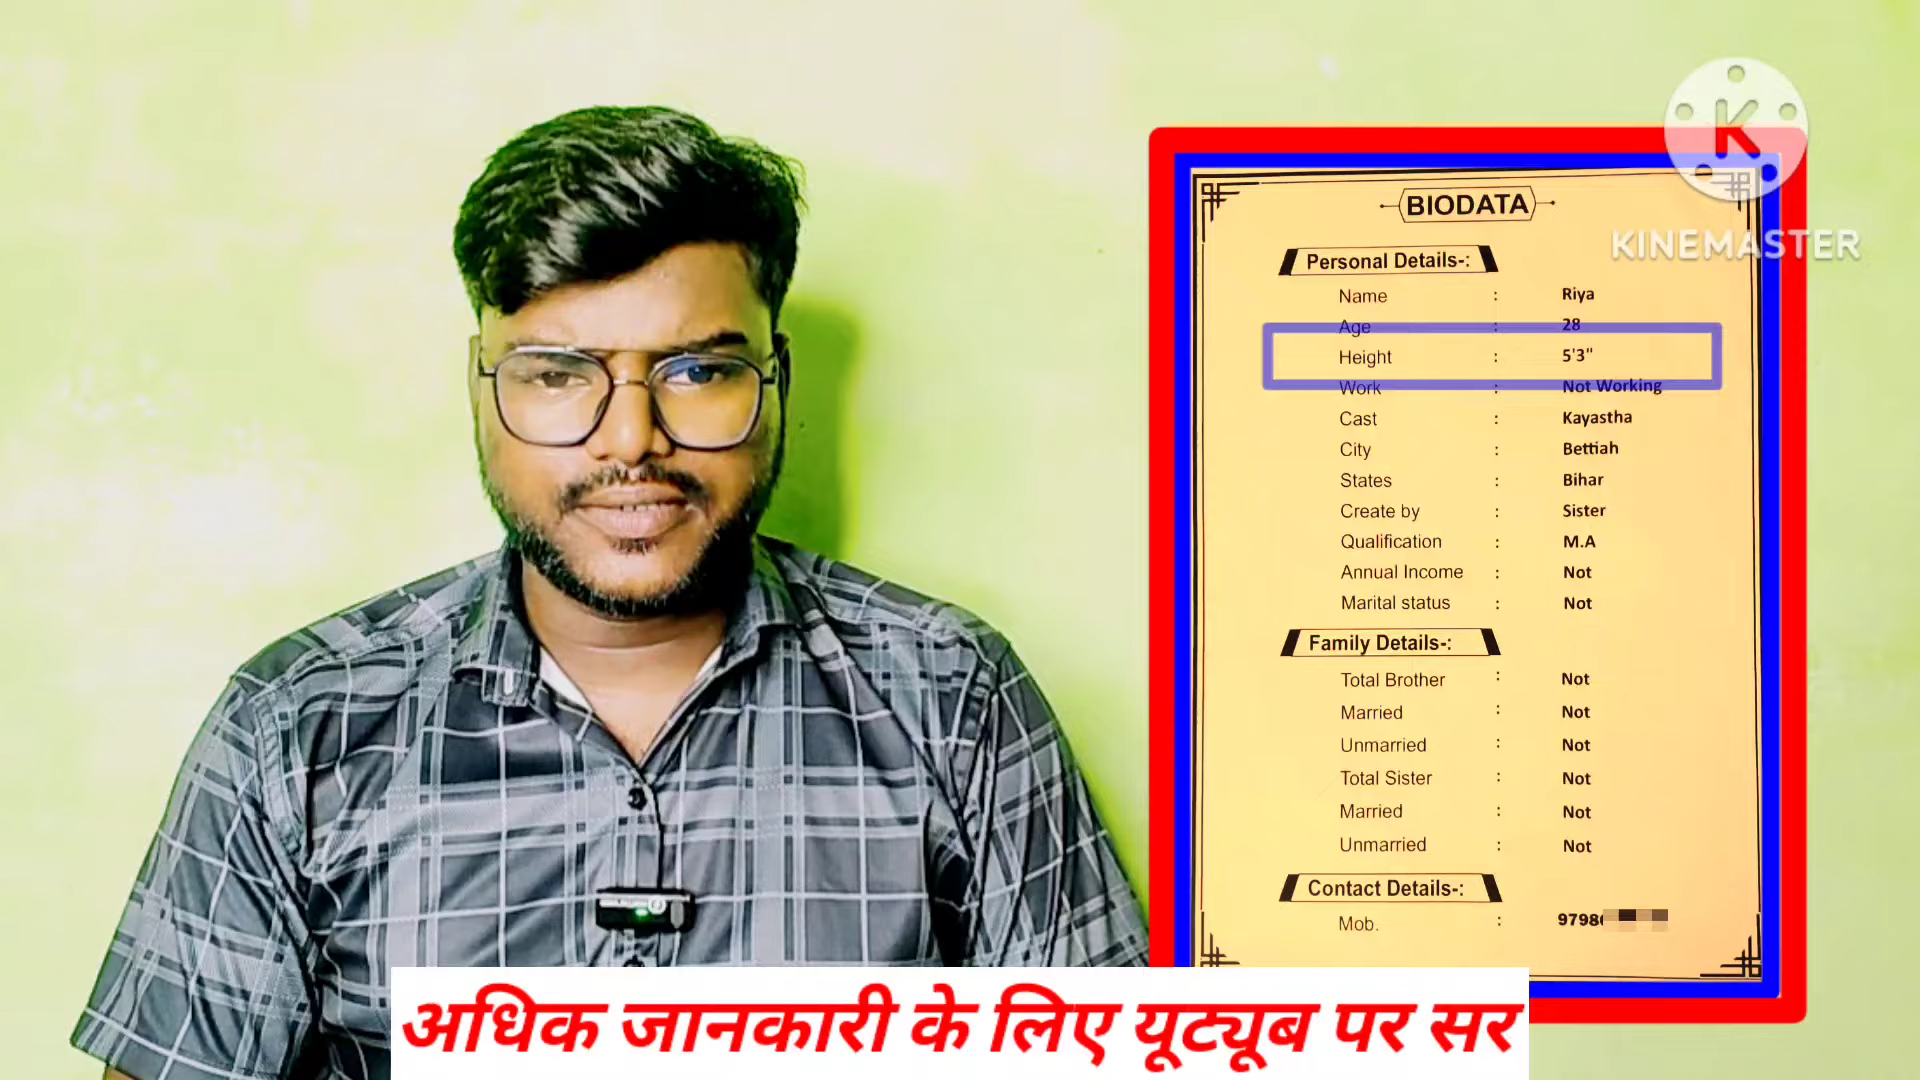 K
KINEMASTER
BIODATA
Personal Details-:
Name : Riya
Age : 28
Height : 5'3"
Work : Not Working
Cast : Kayastha
City : Bettiah
States : Bihar
Create by : Sister
Qualification : M.A
Annual Income : Not
Marital status : Not
Family Details-:
Total Brother : Not
Married : Not
Unmarried : Not
Total Sister : Not
Married : Not
Unmarried : Not
Contact Details-:
Mob. : 9798
अधिक जानकारी के लिए यूट्यूब पर सर